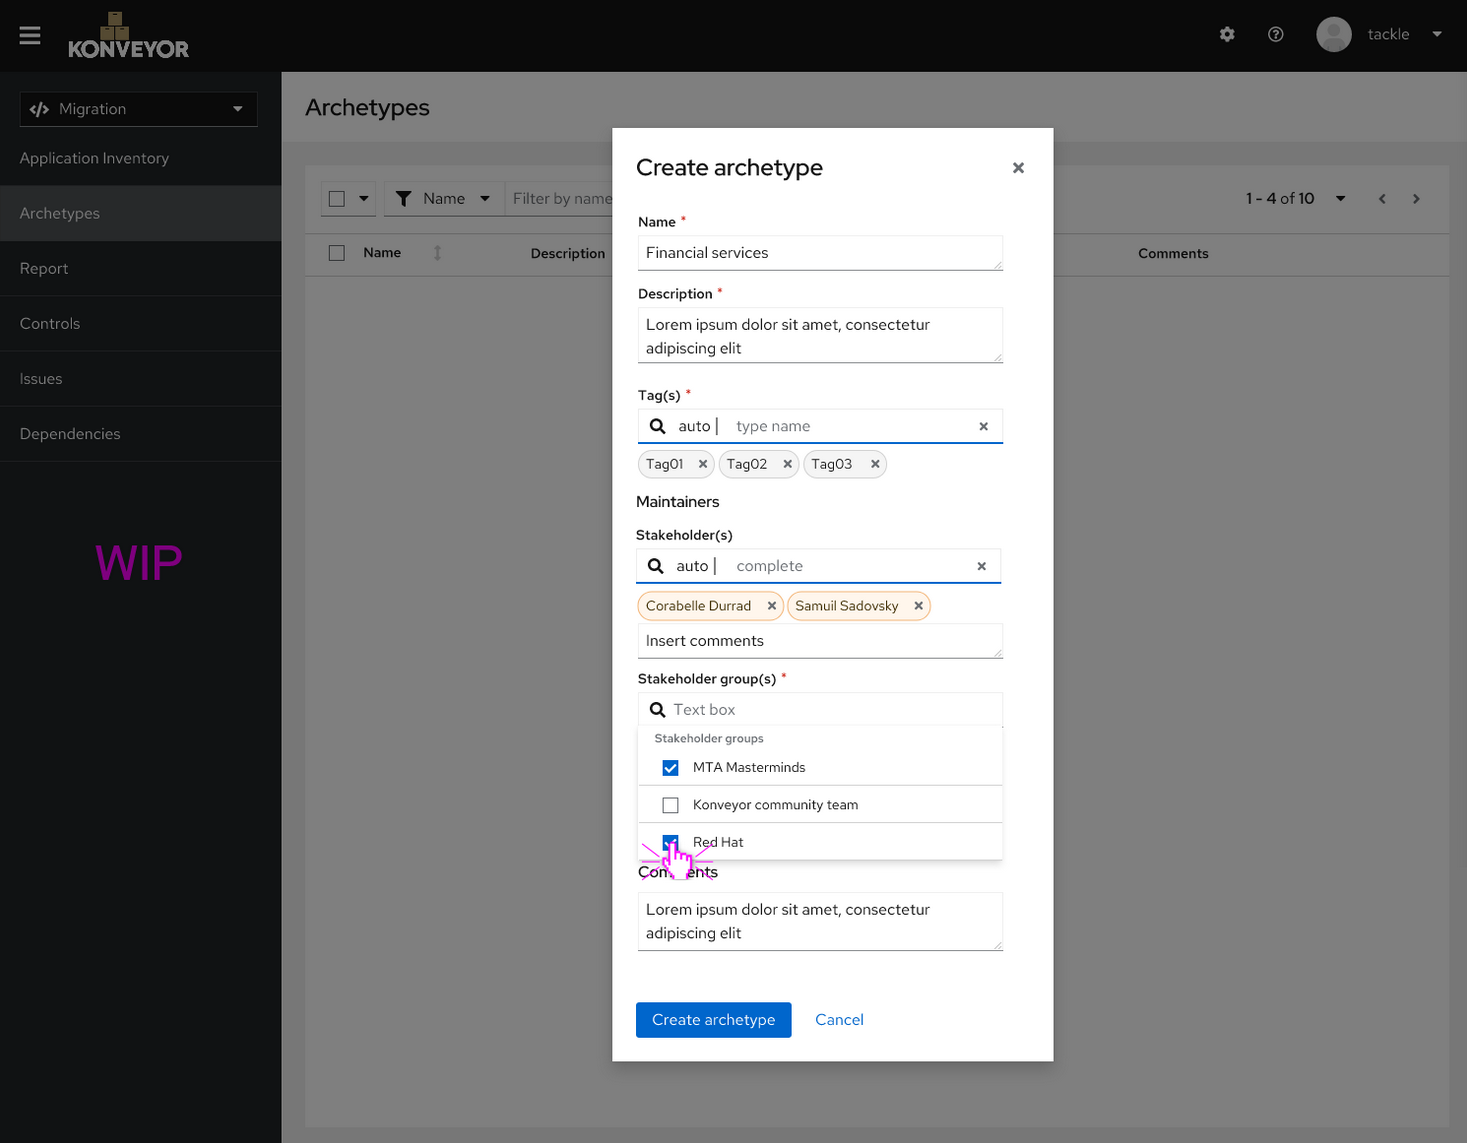 KONVEYOR
tackle
Migration
Application Inventory
Archetypes
Report
Controls
Issues
Dependencies
WIP
Archetypes
Name
Filter by name
1 - 4 of 10
Name
Description
Comments
Create archetype
Name *
Financial services
Description *
Lorem ipsum dolor sit amet, consectetur
adipiscing elit
Tag(s) *
auto | type name
Tag01 Tag02 Tag03
Maintainers
Stakeholder(s)
auto | complete
Corabelle Durrad Samuil Sadovsky
Insert comments
Stakeholder group(s) *
Text box
Stakeholder groups
MTA Masterminds
Konveyor community team
Red Hat
Comments
Lorem ipsum dolor sit amet, consectetur
adipiscing elit
Create archetype Cancel